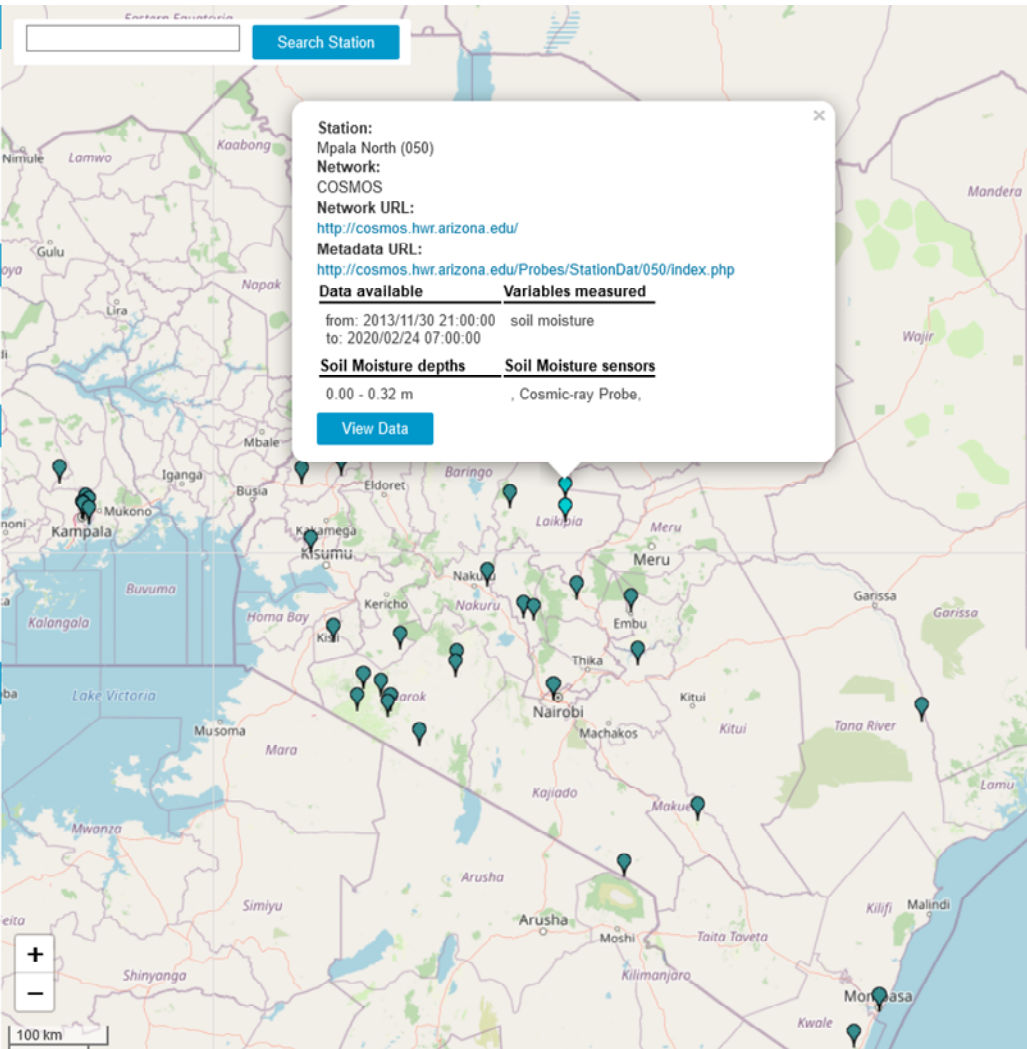 Search Station
Nimule
Lamwo
Kaabong
Mandera
Station:
Mpala North (050)
Network:
COSMOS
Network URL:
http://cosmos.hwr.arizona.edu/
Metadata URL:
http://cosmos.hwr.arizona.edu/Probes/StationDat/050/index.php
Data available Variables measured
from: 2013/11/30 21:00:00 soil moisture
to: 2020/02/24 07:00:00
Soil Moisture depths Soil Moisture sensors
0.00 - 0.32 m , Cosmic-ray Probe,
View Data
×
Gulu
Napak
Lira
Wajir
Mbale
Iganga
Busia
Eldoret
Baringo
Mukono
Kampala
Kakamega
Kisumu
Laikipia
Meru
Meru
Buvuma
Kalangala
Homa Bay
Kericho
Nakuru
Embu
Garissa
Garissa
Thika
Lake Victoria
Musoma
Mara
Nairobi
Machakos
Kitui
Kitui
Tana River
Lamu
Kajiado
Mwanza
Arusha
Simiyu
Arusha
Moshi
Taita Taveta
Kilifi
Malindi
Shinyanga
Kilimanjaro
Kwale
+
−
100 km